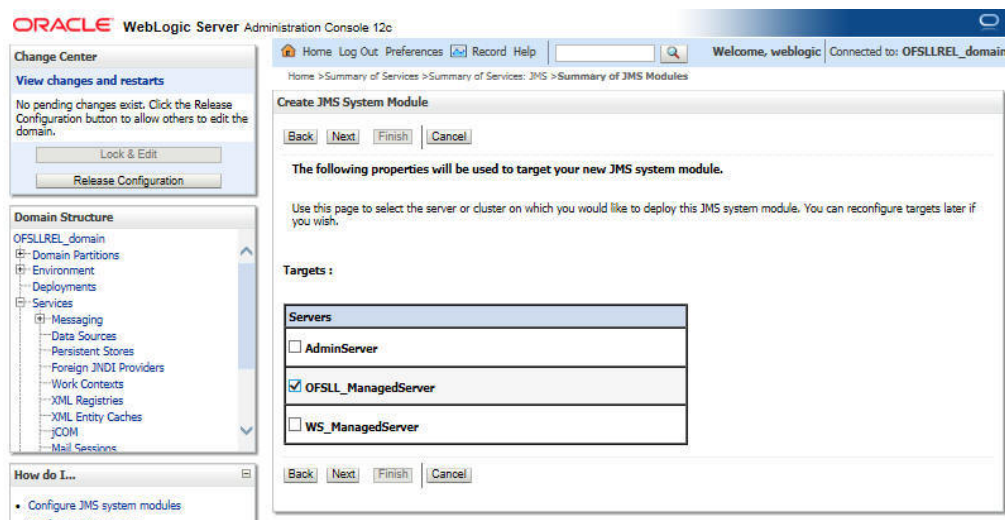 ORACLE WebLogic Server Administration Console 12c
Change Center
View changes and restarts
No pending changes exist. Click the Release
Configuration button to allow others to edit the
domain.
Lock & Edit
Release Configuration
Domain Structure
OFSLLREL_domain
Domain Partitions
Environment
Deployments
Services
Messaging
Data Sources
Persistent Stores
Foreign JNDI Providers
Work Contexts
XML Registries
XML Entity Caches
jCOM
Mail Sessions
How do I...
Configure JMS system modules
Home Log Out Preferences Record Help
Welcome, weblogic Connected to: OFSLLREL_domain
Home >Summary of Services >Summary of Services: JMS >Summary of JMS Modules
Create JMS System Module
Back Next Finish Cancel
The following properties will be used to target your new JMS system module.
Use this page to select the server or cluster on which you would like to deploy this JMS system module. You can reconfigure targets later if
you wish.
Targets :
Servers
AdminServer
OFSLL_ManagedServer
WS_ManagedServer
Back Next Finish Cancel